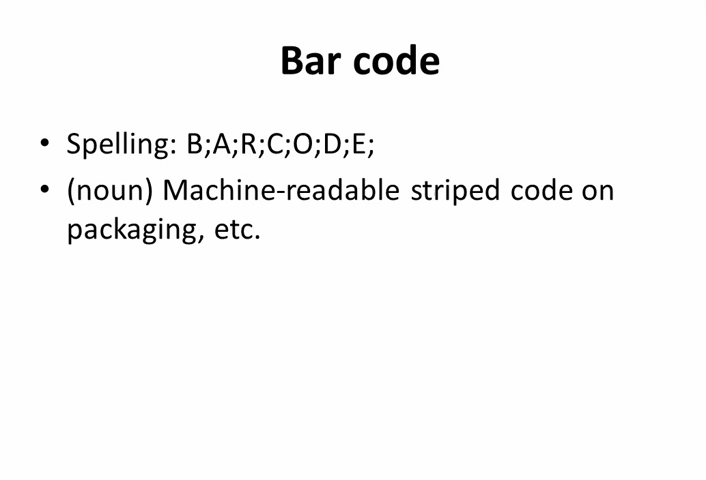 Bar code
• Spelling: B;A;R;C;O;D;E;
• (noun) Machine-readable striped code on
packaging, etc.